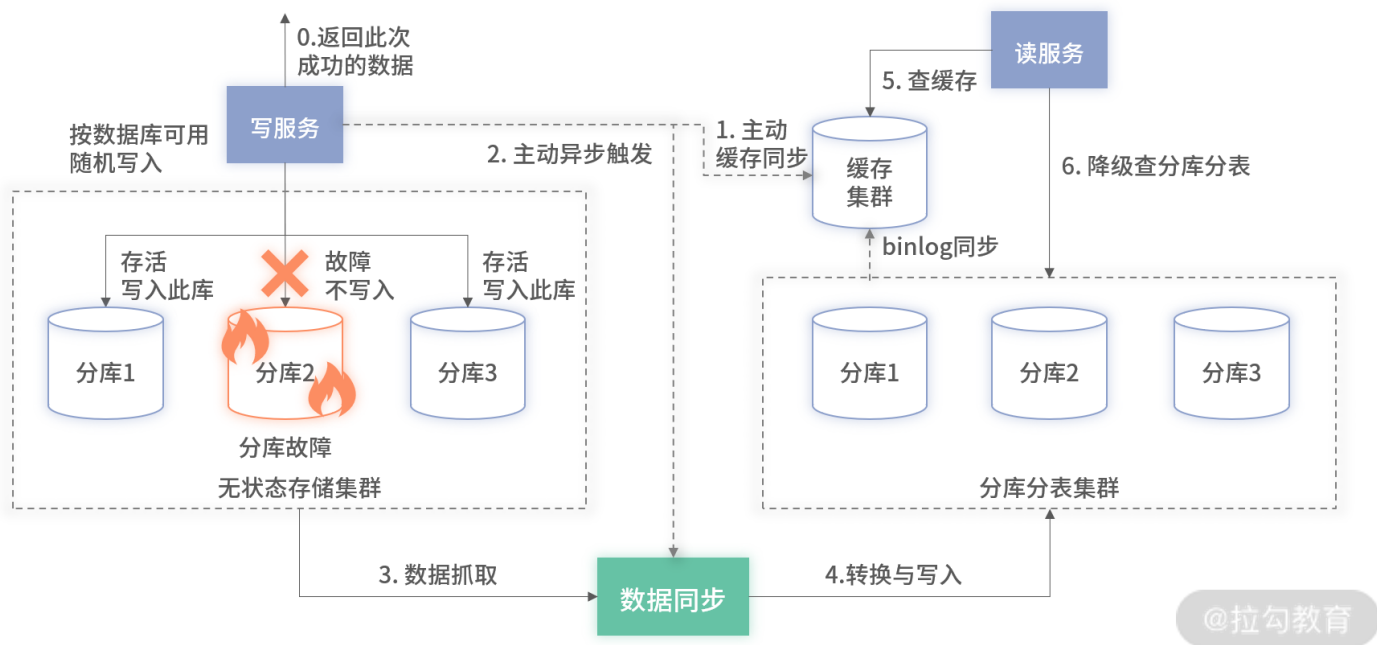 0.返回此次
成功的数据
写服务
按数据库可用
随机写入
2. 主动异步触发
1. 主动
缓存同步
读服务
5. 查缓存
缓存
集群
6. 降级查分库分表
binlog同步
存活
写入此库
故障
不写入
存活
写入此库
分库1
分库2
分库3
分库故障
无状态存储集群
分库1
分库2
分库3
分库分表集群
3. 数据抓取
数据同步
4.转换与写入
@拉勾教育